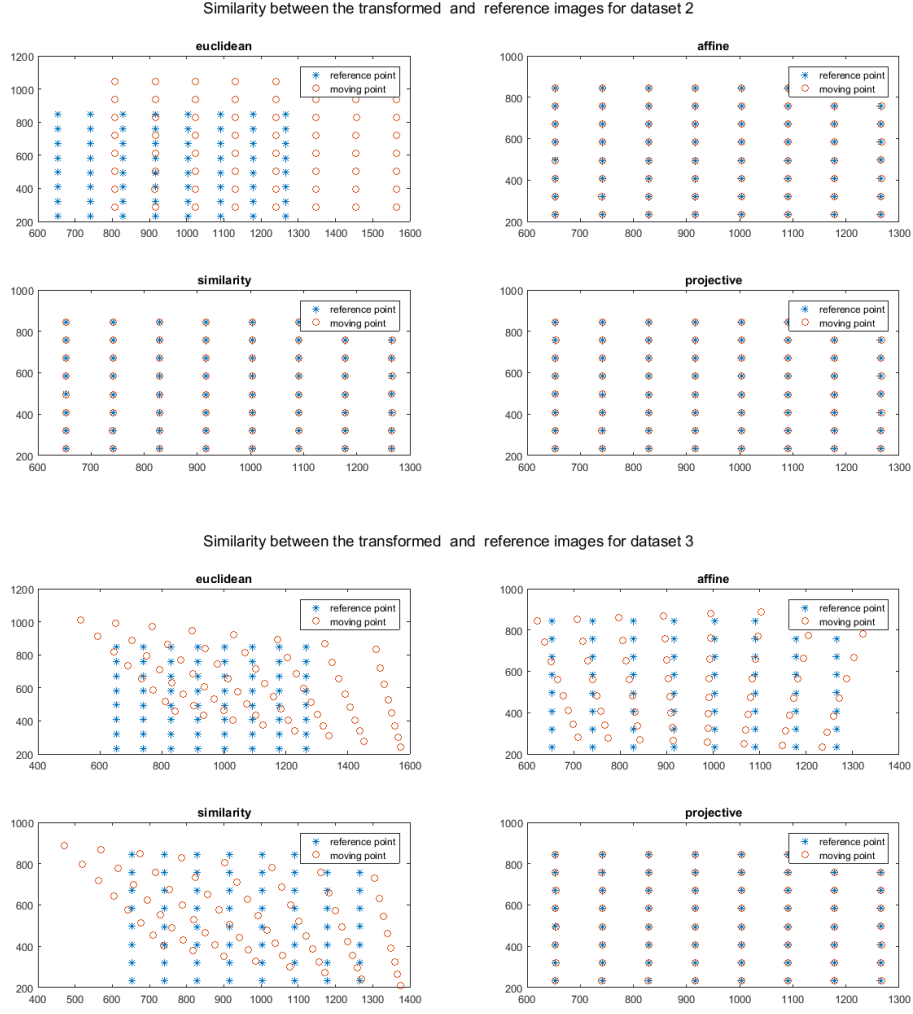 Similarity between the transformed and reference images for dataset 2
euclidean
1200
1000
800
600
400
200
600 700 800 900 1000 1100 1200 1300 1400 1500 1600
reference point
moving point
affine
1000
800
600
400
200
600 700 800 900 1000 1100 1200 1300
reference point
moving point
similarity
1000
800
600
400
200
600 700 800 900 1000 1100 1200 1300
reference point
moving point
projective
1000
800
600
400
200
600 700 800 900 1000 1100 1200 1300
reference point
moving point
Similarity between the transformed and reference images for dataset 3
euclidean
1200
1000
800
600
400
200
400 600 800 1000 1200 1400 1600
reference point
moving point
affine
1000
800
600
400
200
600 700 800 900 1000 1100 1200 1300 1400
reference point
moving point
similarity
1000
800
600
400
200
400 500 600 700 800 900 1000 1100 1200 1300 1400
reference point
moving point
projective
1000
800
600
400
200
600 700 800 900 1000 1100 1200 1300
reference point
moving point